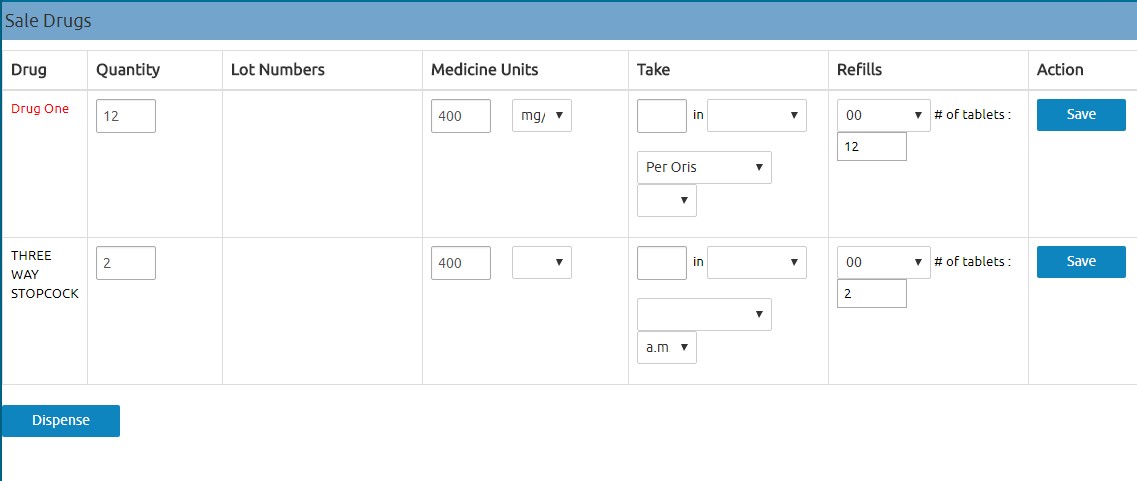 Sale Drugs
Drug Quantity Lot Numbers Medicine Units Take Refills Action
Drug One 12 400 mg/ in 00 # of tablets : Save
12
Per Oris
THREE WAY STOPCOCK 2 400 in 00 # of tablets : Save
2
a.m
Dispense